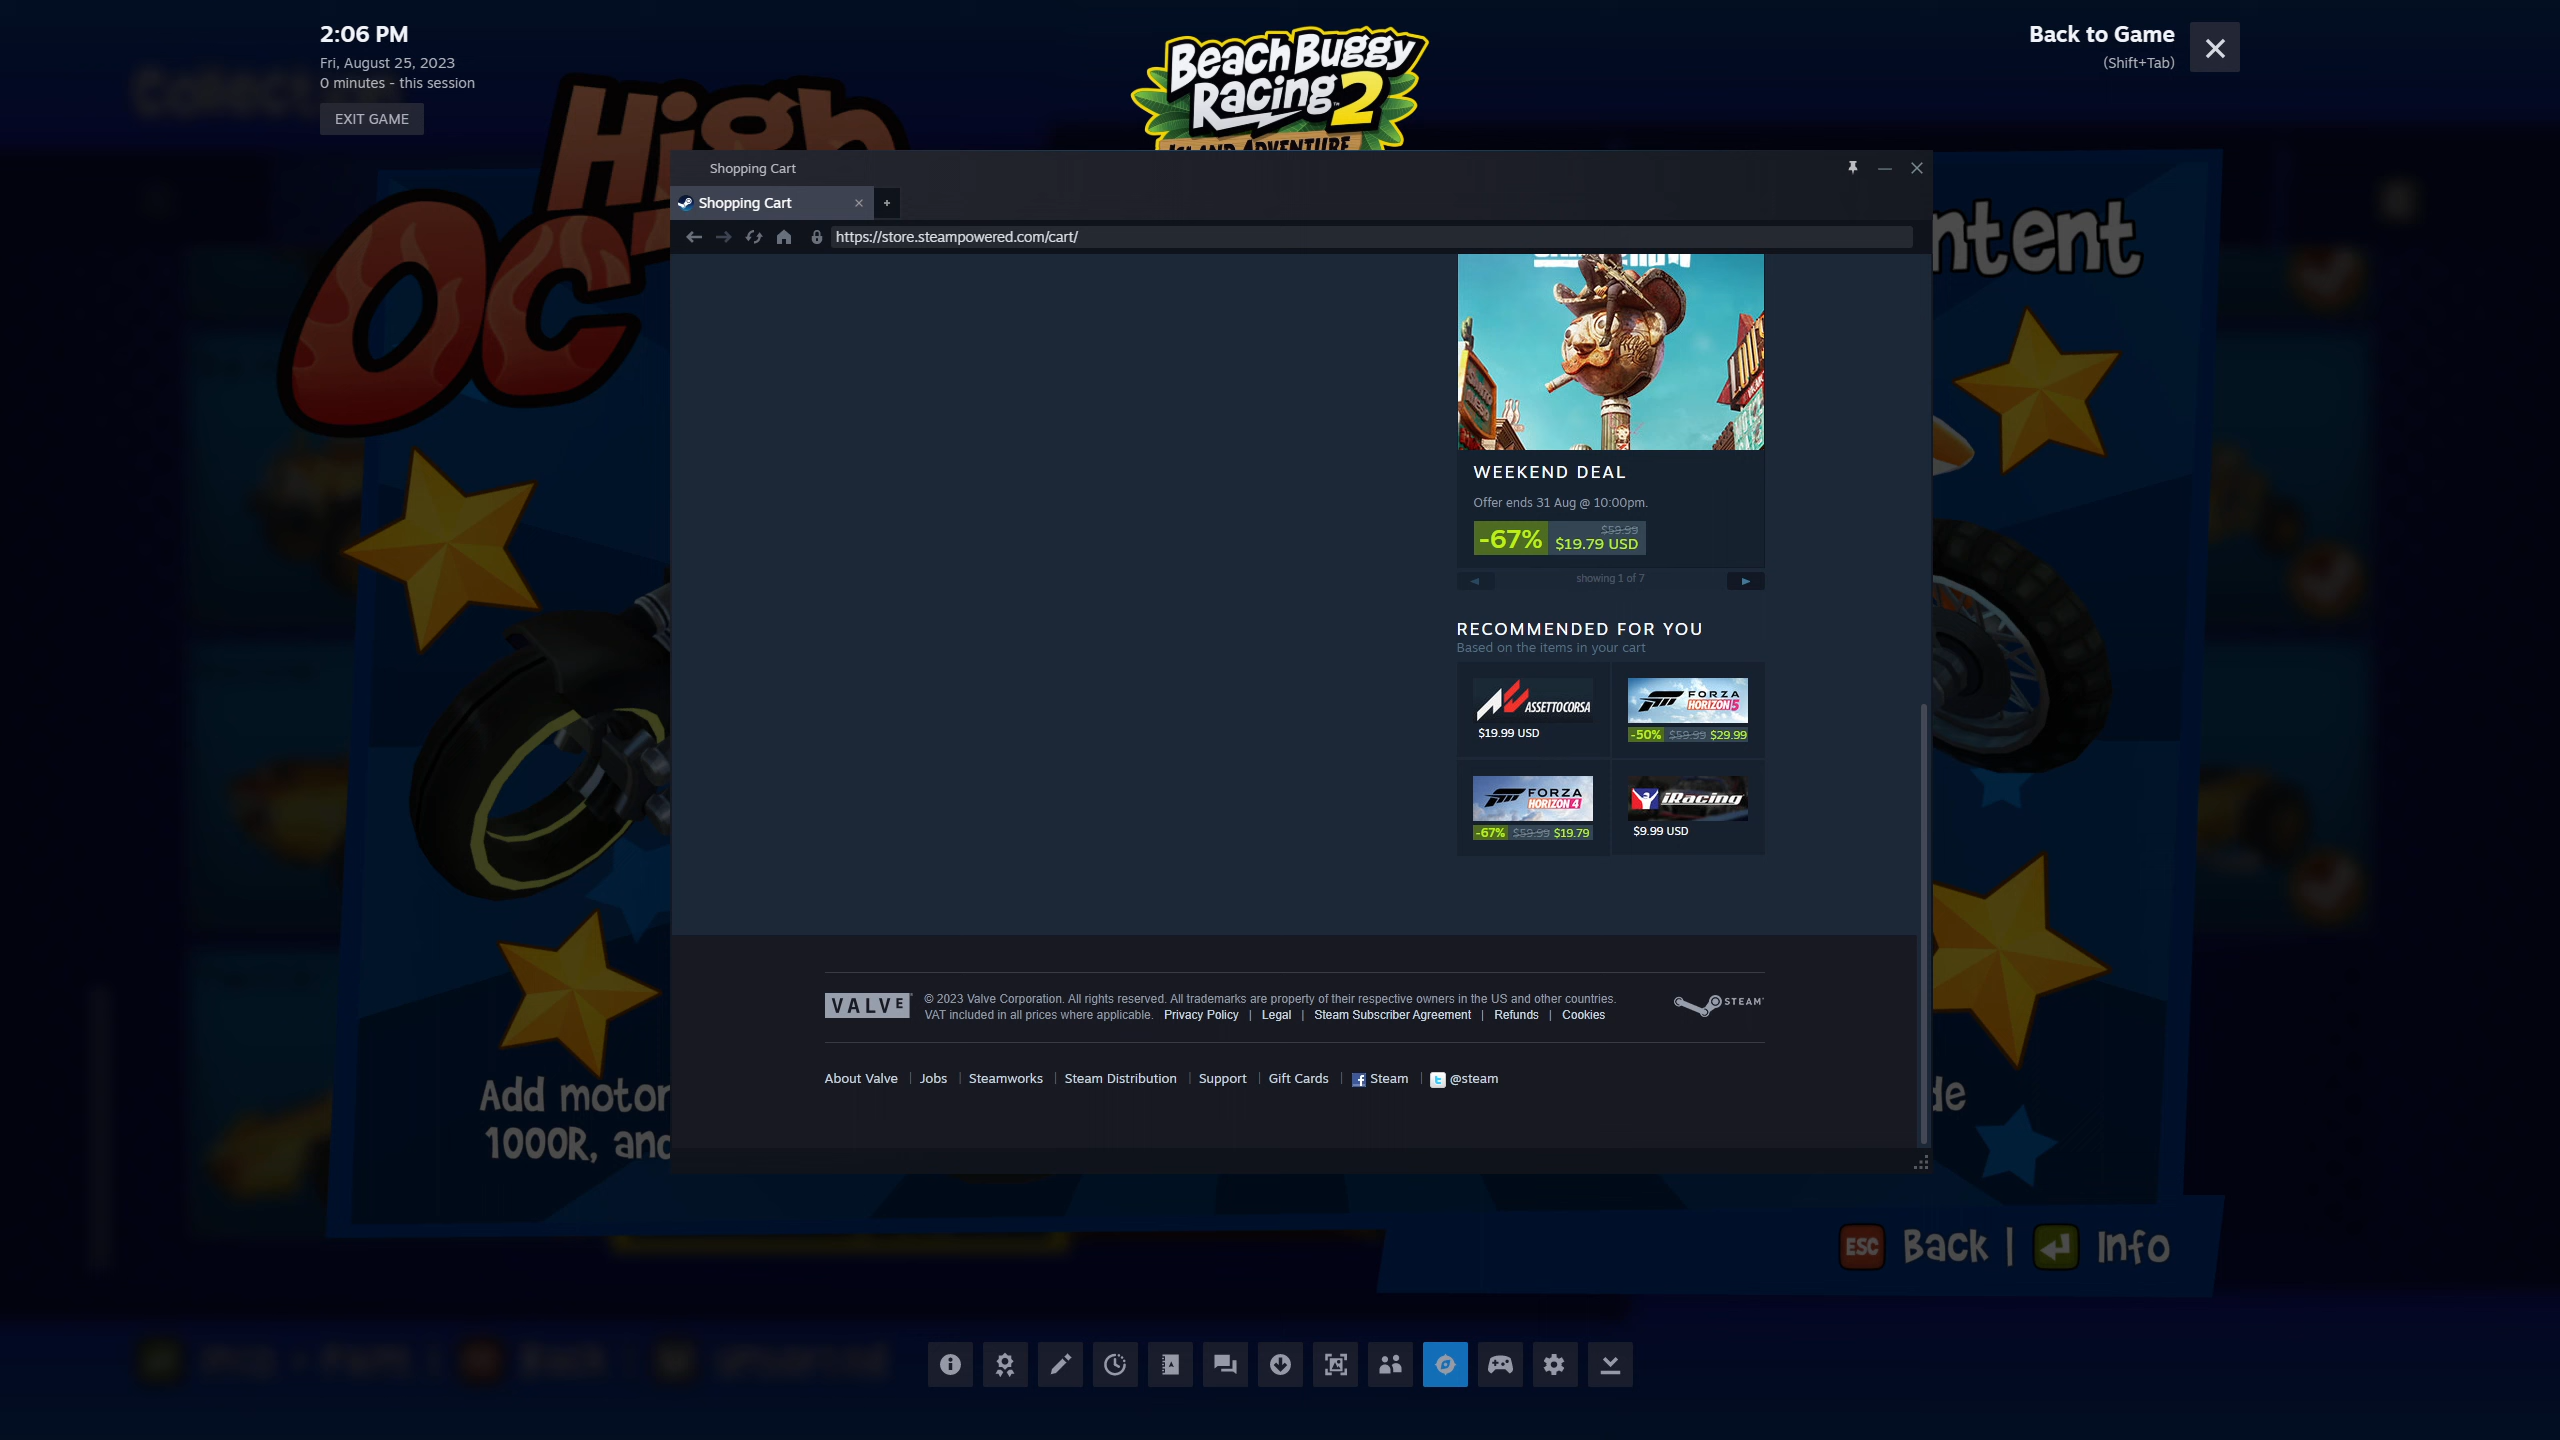 2:06 PM
Fri, August 25, 2023
0 minutes - this session
EXIT GAME
Beach Buggy
Racing 2
ISLAND ADVENTURE
Back to Game
(Shift+Tab)
High
OC
ntent
Shopping Cart
Shopping Cart
https://store.steampowered.com/cart/
WEEKEND DEAL
Offer ends 31 Aug @ 10:00pm.
-67% $59.99 $19.79 USD
showing 1 of 7
RECOMMENDED FOR YOU
Based on the items in your cart
ASSETTO CORSA
$19.99 USD
FORZA
HORIZON 5
-50% $59.99 $29.99
FORZA
HORIZON 4
-67% $59.99 $19.79
iRacing
$9.99 USD
VALVE
© 2023 Valve Corporation. All rights reserved. All trademarks are property of their respective owners in the US and other countries.
VAT included in all prices where applicable. Privacy Policy | Legal | Steam Subscriber Agreement | Refunds | Cookies
STEAM
About Valve | Jobs | Steamworks | Steam Distribution | Support | Gift Cards | Steam | @steam
Add motor
1000R, and
de
ESC Back | Info
Back